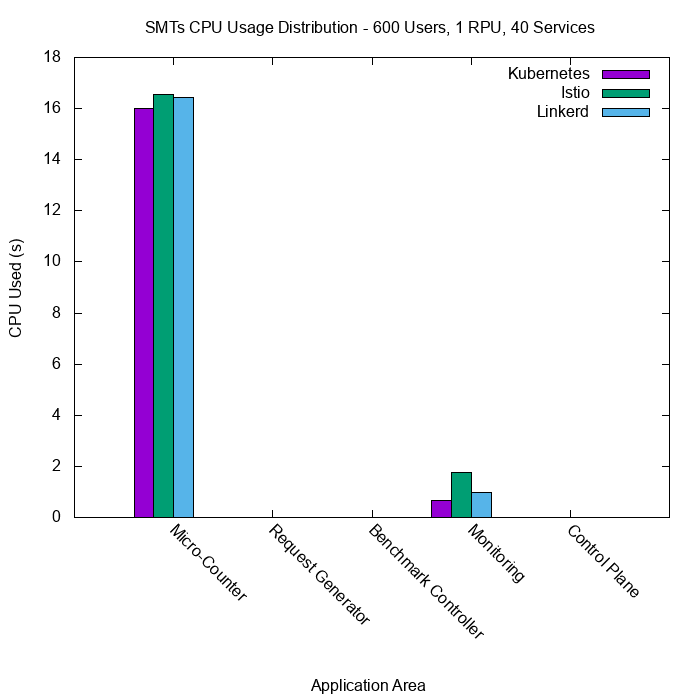 SMTs CPU Usage Distribution - 600 Users, 1 RPU, 40 Services
18
16
14
12
10
8
6
4
2
0
CPU Used (s)
Kubernetes
Istio
Linkerd
Micro-Counter
Request Generator
Benchmark Controller
Monitoring
Control Plane
Application Area